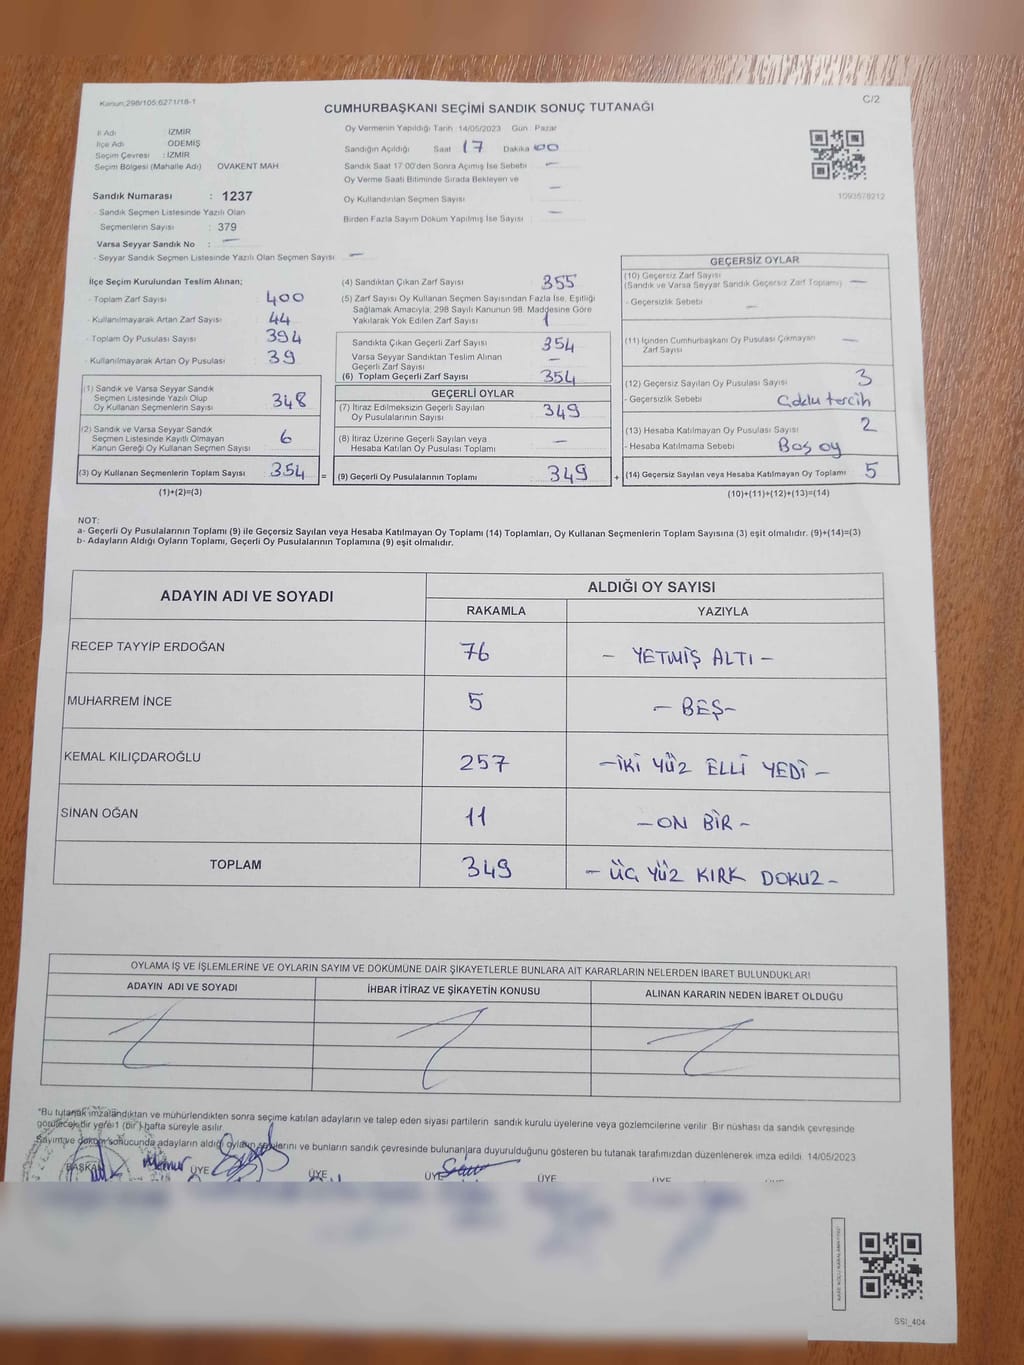 Kanun;298/105;6271/18-1
C/2
CUMHURBAŞKANI SEÇİMİ SANDIK SONUÇ TUTANAĞI
İl Adı : İZMİR
İlçe Adı ÖDEMİŞ
Seçim Çevresi : İZMİR
Seçim Bölgesi (Mahalle Adı) OVAKENT MAH
Sandık Numarası : 1237
- Sandık Seçmen Listesinde Yazılı Olan
Seçmenlerin Sayısı : 379
Varsa Seyyar Sandık No : —
- Seyyar Sandık Seçmen Listesinde Yazılı Olan Seçmen Sayısı —
Oy Vermenin Yapıldığı Tarih 14/05/2023 Gün Pazar
Sandığın Açıldığı Saat 17 Dakika 00
Sandık Saat 17:00'den Sonra Açımış İse Sebebi —
Oy Verme Saati Bitiminde Sırada Bekleyen ve
Oy Kullandırılan Seçmen Sayısı —
Birden Fazla Sayım Döküm Yapılmış İse Sayısı —
1093578212
İlçe Seçim Kurulundan Teslim Alınan;
- Toplam Zarf Sayısı 400
- Kullanılmayarak Artan Zarf Sayısı 44
- Toplam Oy Pusulası Sayısı 394
- Kullanılmayarak Artan Oy Pusulası 39
(1) Sandık ve Varsa Seyyar Sandık
Seçmen Listesinde Yazılı Olup
Oy Kullanan Seçmenlerin Sayısı 348
(2) Sandık ve Varsa Seyyar Sandık
Seçmen Listesinde Kayıtlı Olmayan
Kanun Gereği Oy Kullanan Seçmen Sayısı 6
(3) Oy Kullanan Seçmenlerin Toplam Sayısı 354 =
(1)+(2)=(3)
(4) Sandıktan Çıkan Zarf Sayısı 355
(5) Zarf Sayısı Oy Kullanan Seçmen Sayısından Fazla İse, Eşitliği
Sağlamak Amacıyla; 298 Sayılı Kanunun 98. Maddesine Göre
Yakılarak Yok Edilen Zarf Sayısı 1
Sandıkta Çıkan Geçerli Zarf Sayısı 354
Varsa Seyyar Sandıktan Teslim Alınan
Geçerli Zarf Sayısı —
(6) Toplam Geçerli Zarf Sayısı 354
GEÇERLİ OYLAR
(7) İtiraz Edilmeksizin Geçerli Sayılan
Oy Pusulalarının Sayısı 349
(8) İtiraz Üzerine Geçerli Sayılan veya
Hesaba Katılan Oy Pusulası Toplamı —
(9) Geçerli Oy Pusulalarının Toplamı 349 +
GEÇERSİZ OYLAR
(10) Geçersiz Zarf Sayısı
(Sandık ve Varsa Seyyar Sandık Geçersiz Zarf Toplamı) —
- Geçersizlik Sebebi —
(11) İçinden Cumhurbaşkanı Oy Pusulası Çıkmayan
Zarf Sayısı —
(12) Geçersiz Sayılan Oy Pusulası Sayısı 3
- Geçersizlik Sebebi Çoklu tercih
(13) Hesaba Katılmayan Oy Pusulası Sayısı 2
- Hesaba Katılmama Sebebi Boş oy
(14) Geçersiz Sayılan veya Hesaba Katılmayan Oy Toplamı 5
(10)+(11)+(12)+(13)=(14)
NOT:
a- Geçerli Oy Pusulalarının Toplamı (9) ile Geçersiz Sayılan veya Hesaba Katılmayan Oy Toplamı (14) Toplamları, Oy Kullanan Seçmenlerin Toplam Sayısına (3) eşit olmalıdır. (9)+(14)=(3)
b- Adayların Aldığı Oyların Toplamı, Geçerli Oy Pusulalarının Toplamına (9) eşit olmalıdır.
ADAYIN ADI VE SOYADI ALDIĞI OY SAYISI
RAKAMLA YAZIYLA
RECEP TAYYİP ERDOĞAN 76 - YETMİŞ ALTI -
MUHARREM İNCE 5 - BEŞ -
KEMAL KILIÇDAROĞLU 257 - İKİ YÜZ ELLİ YEDİ -
SİNAN OĞAN 11 - ON BİR -
TOPLAM 349 - ÜÇ YÜZ KIRK DOKUZ -
OYLAMA İŞ VE İŞLEMLERİNE VE OYLARIN SAYIM VE DÖKÜMÜNE DAİR ŞİKAYETLERLE BUNLARA AİT KARARLARIN NELERDEN İBARET BULUNDUKLARI
ADAYIN ADI VE SOYADI İHBAR İTİRAZ VE ŞİKAYETİN KONUSU ALINAN KARARIN NEDEN İBARET OLDUĞU
"Bu tutanak imzalandıktan ve mühürlendikten sonra seçime katılan adayların ve talep eden siyasi partilerin sandık kurulu üyelerine veya gözlemcilerine verilir. Bir nüshası da sandık çevresinde
görülecek bir yere 1 (bir) hafta süreyle asılır.
Sayım ve döküm sonucunda adayların aldığı oyların sayılarını ve bunların sandık çevresinde bulunanlara duyurulduğunu gösteren bu tutanak tarafımızdan düzenlenerek imza edildi. 14/05/2023
BAŞKAN Memur ÜYE ÜYE ÜYE ÜYE ÜYE
SSI_404